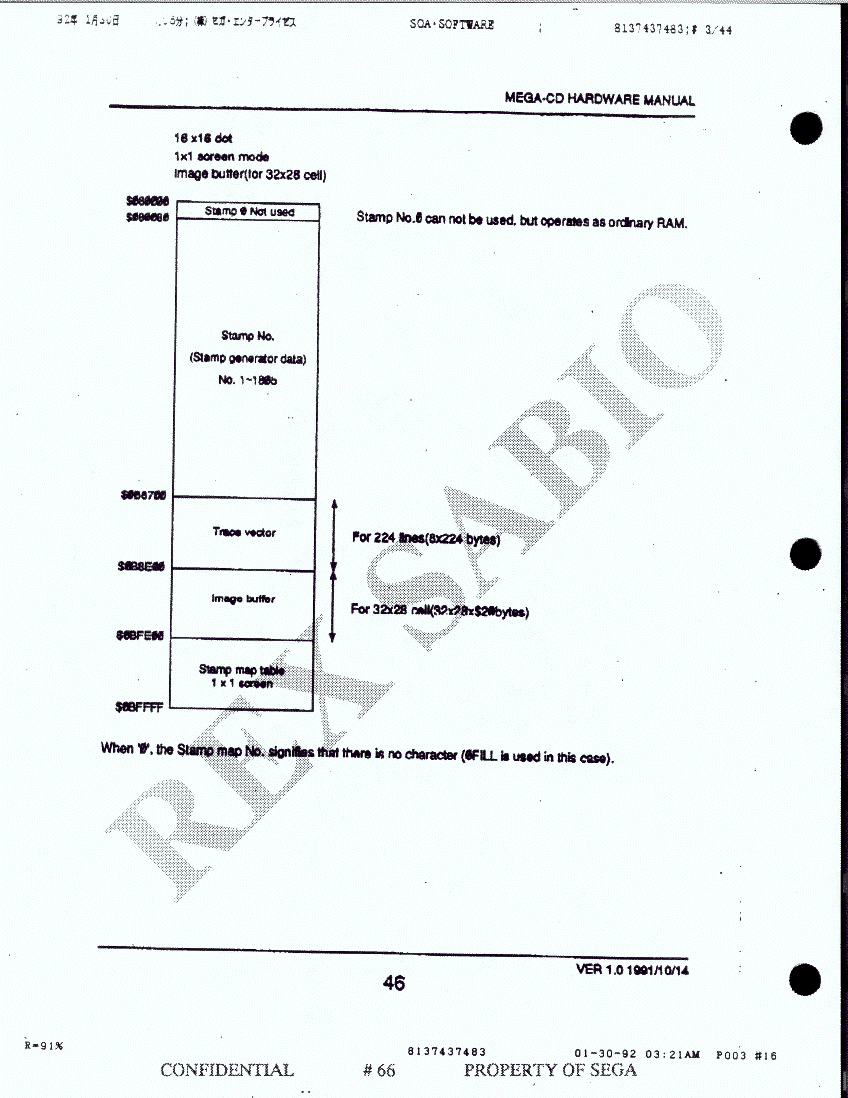 92年 1月30日
分; (株) セガ・エンタープライゼス SOA・SOFTWARE ; 8137437483;# 3/44
MEGA-CD HARDWARE MANUAL
16 x16 dot
1x1 screen mode
Image buffer(for 32x28 cell)
$080000
Stamp 0 Not used
$080080
Stamp No.0 can not be used, but operates as ordinary RAM.
Stamp No.
(Stamp generator data)
No. 1~
Trace vector
For 224 lines(8x224 bytes)
$0B8E00
Image buffer
For 32x28 cell(32x28x$20bytes)
$0BFE00
Stamp map table
1 x 1 screen
$0BFFFF
When '0', the Stamp map No. signifies that there is no character (0FILL is used in this case).
REX SABIO
46
VER 1.0 1991/10/14
R=91%
8137437483 01-30-92 03:21AM P003 #16
CONFIDENTIAL #66 PROPERTY OF SEGA